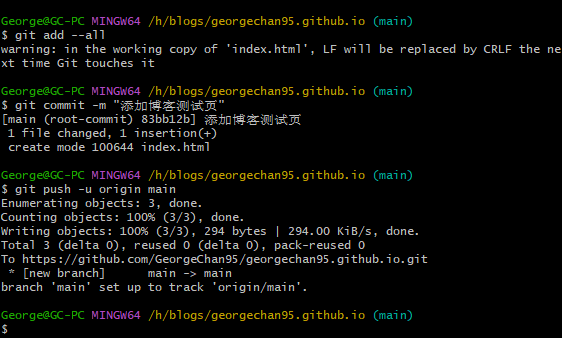 George@GC-PC MINGW64 /h/blogs/georgechan95.github.io (main)
$ git add --all
warning: in the working copy of 'index.html', LF will be replaced by CRLF the ne
xt time Git touches it

George@GC-PC MINGW64 /h/blogs/georgechan95.github.io (main)
$ git commit -m "添加博客测试页"
[main (root-commit) 83bb12b] 添加博客测试页
 1 file changed, 1 insertion(+)
 create mode 100644 index.html

George@GC-PC MINGW64 /h/blogs/georgechan95.github.io (main)
$ git push -u origin main
Enumerating objects: 3, done.
Counting objects: 100% (3/3), done.
Writing objects: 100% (3/3), 294 bytes | 294.00 KiB/s, done.
Total 3 (delta 0), reused 0 (delta 0), pack-reused 0
To https://github.com/GeorgeChan95/georgechan95.github.io.git
 * [new branch]      main -> main
branch 'main' set up to track 'origin/main'.

George@GC-PC MINGW64 /h/blogs/georgechan95.github.io (main)
$